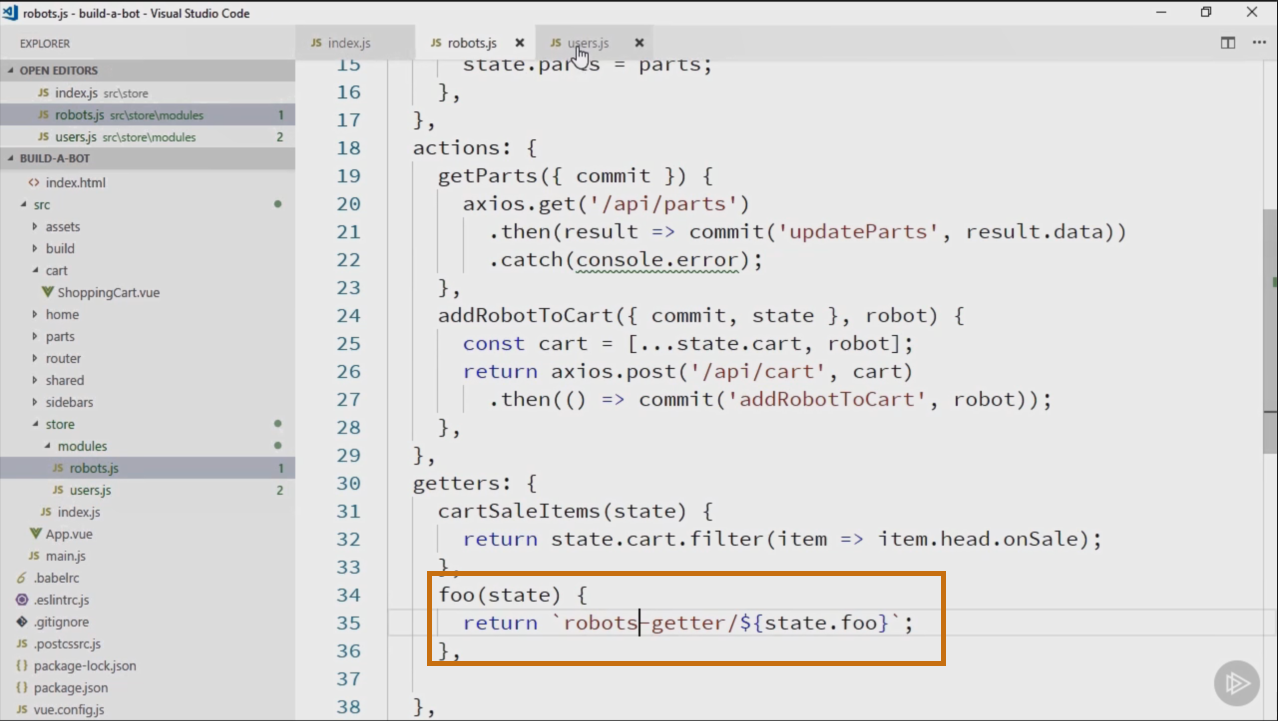 robots.js - build-a-bot - Visual Studio Code
EXPLORER
JS index.js
JS robots.js
JS users.js
OPEN EDITORS
JS index.js src\store
JS robots.js src\store\modules 1
JS users.js src\store\modules 2
BUILD-A-BOT
<> index.html
src
assets
build
cart
ShoppingCart.vue
home
parts
router
shared
sidebars
store
modules
JS robots.js 1
JS users.js 2
JS index.js
App.vue
JS main.js
.babelrc
.eslintrc.js
.gitignore
JS .postcssrc.js
{} package-lock.json
{} package.json
JS vue.config.js
15 state.parts = parts;
16 },
17 },
18 actions: {
19 getParts({ commit }) {
20 axios.get('/api/parts')
21 .then(result => commit('updateParts', result.data))
22 .catch(console.error);
23 },
24 addRobotToCart({ commit, state }, robot) {
25 const cart = [...state.cart, robot];
26 return axios.post('/api/cart', cart)
27 .then(() => commit('addRobotToCart', robot));
28 },
29 },
30 getters: {
31 cartSaleItems(state) {
32 return state.cart.filter(item => item.head.onSale);
33 },
34 foo(state) {
35 return `robots-getter/${state.foo}`;
36 },
37
38 },